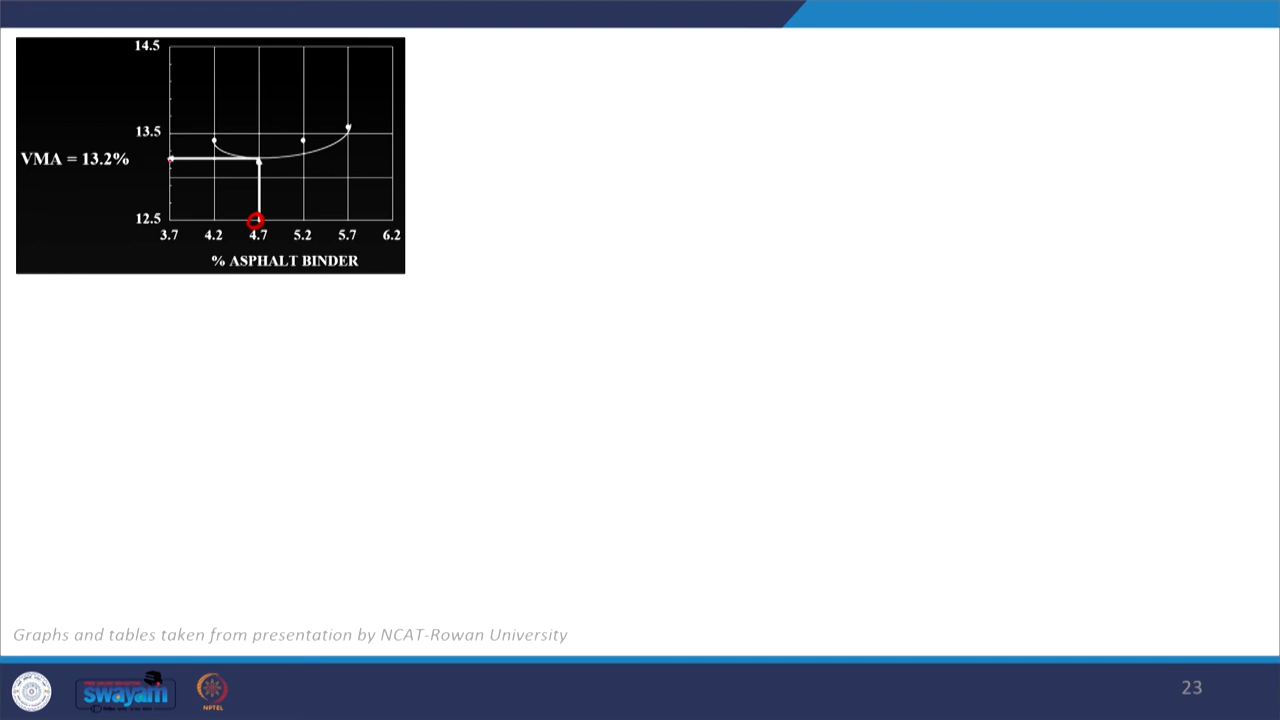 14.5
13.5
VMA = 13.2%
12.5
3.7 4.2 4.7 5.2 5.7 6.2
% ASPHALT BINDER
Graphs and tables taken from presentation by NCAT-Rowan University
swayam
NPTEL
23